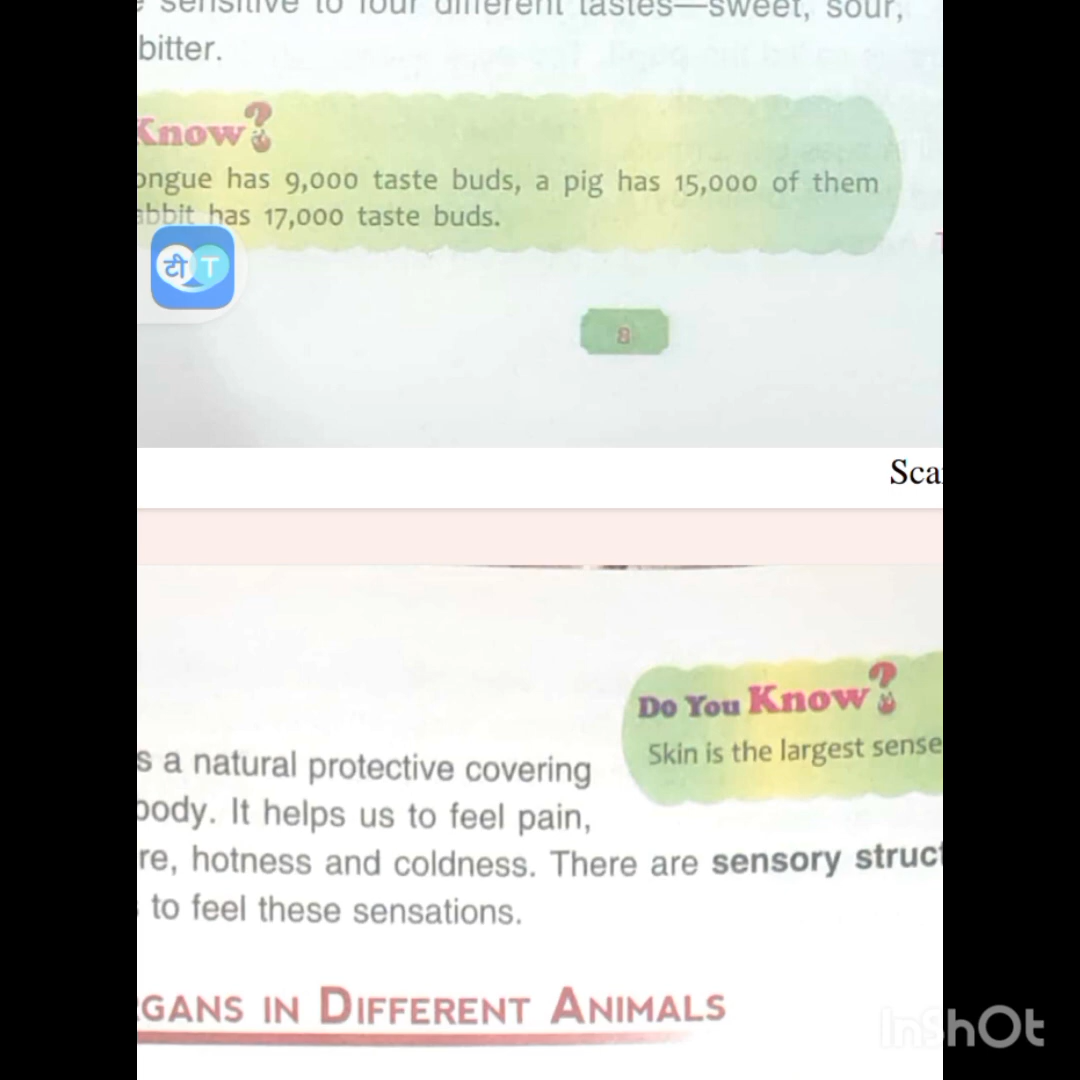 sensitive to four different tastes—sweet, sour,
bitter.
Know?
ongue has 9,000 taste buds, a pig has 15,000 of them
abbit has 17,000 taste buds.
टी T
8
Sca
Do You Know?
Skin is the largest sense
s a natural protective covering
body. It helps us to feel pain,
re, hotness and coldness. There are sensory struct
to feel these sensations.
GANS IN DIFFERENT ANIMALS
InShOt